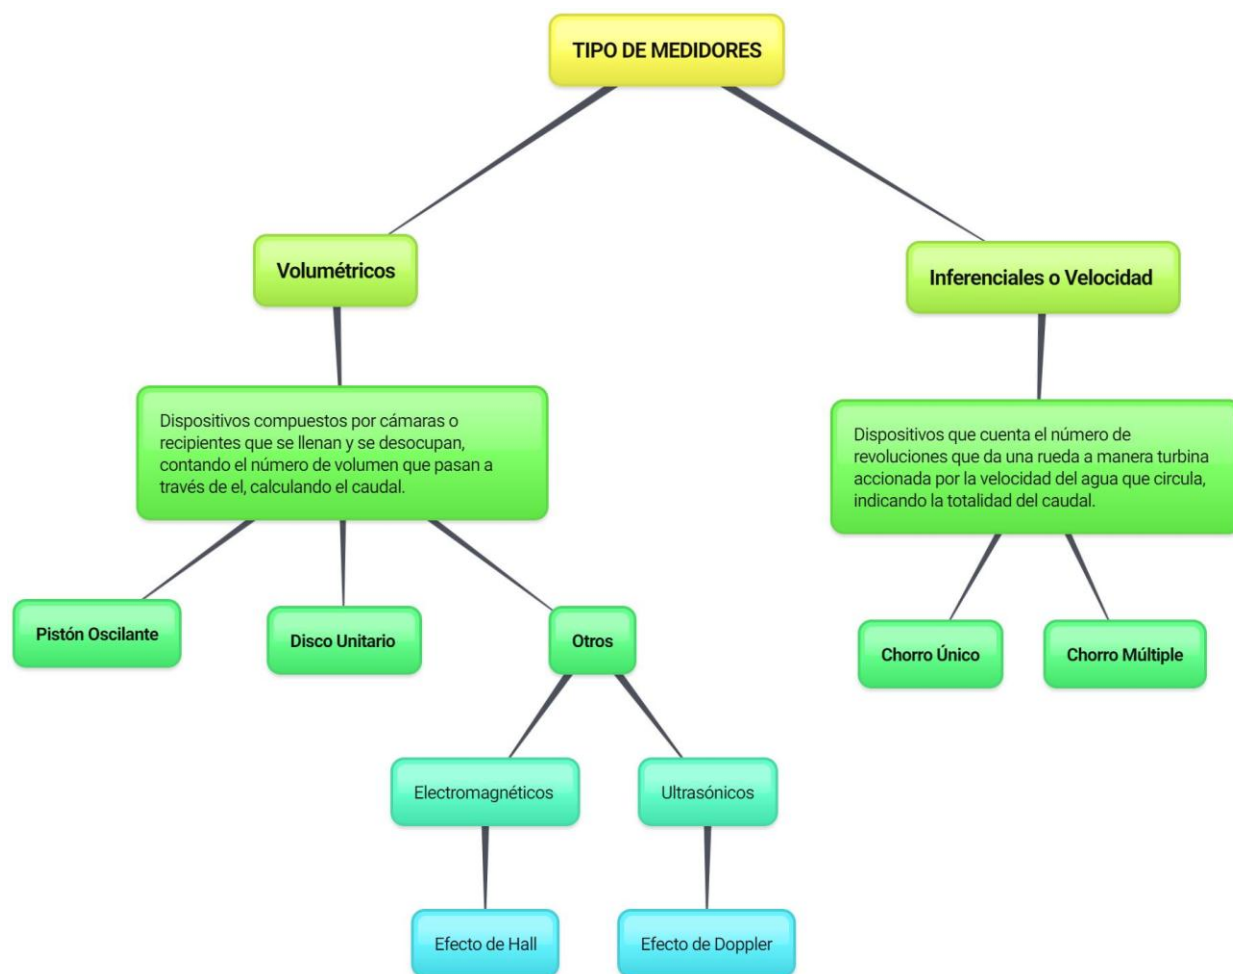 TIPO DE MEDIDORES
Volumétricos
Inferenciales o Velocidad
Dispositivos compuestos por cámaras o
recipientes que se llenan y se desocupan,
contando el número de volumen que pasan a
través de el, calculando el caudal.
Dispositivos que cuenta el número de
revoluciones que da una rueda a manera turbina
accionada por la velocidad del agua que circula,
indicando la totalidad del caudal.
Pistón Oscilante
Disco Unitario
Otros
Chorro Único
Chorro Múltiple
Electromagnéticos
Ultrasónicos
Efecto de Hall
Efecto de Doppler